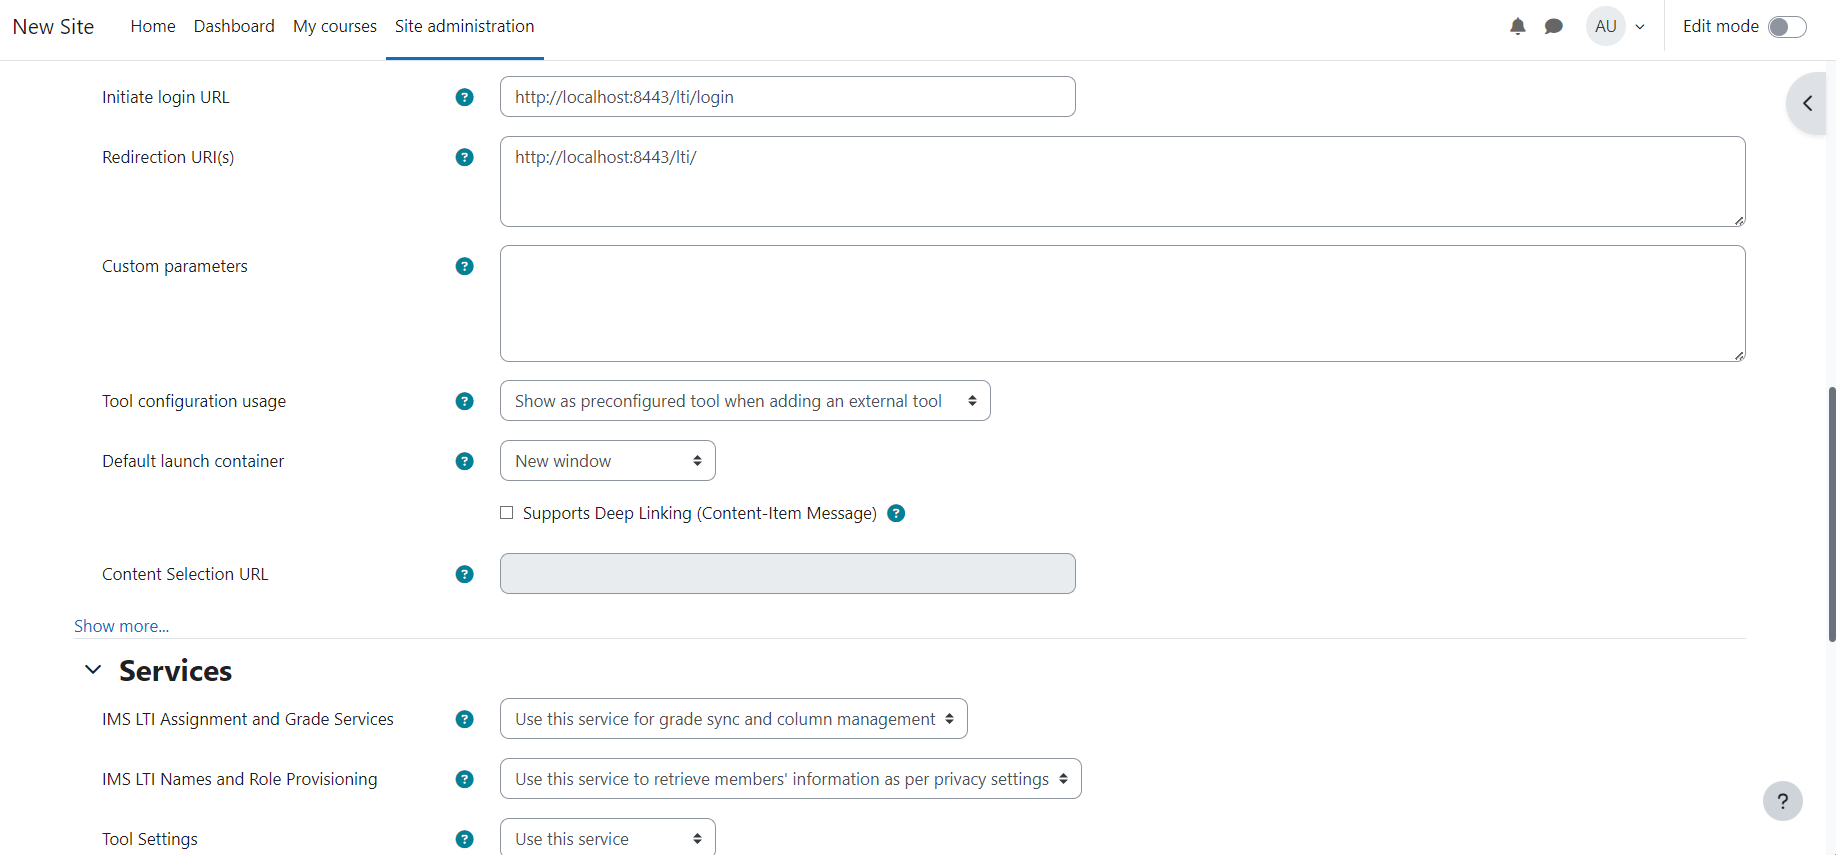 New Site Home Dashboard My courses Site administration AU Edit mode
Initiate login URL ? http://localhost:8443/lti/login
Redirection URI(s) ? http://localhost:8443/lti/
Custom parameters ?
Tool configuration usage ? Show as preconfigured tool when adding an external tool
Default launch container ? New window
Supports Deep Linking (Content-Item Message) ?
Content Selection URL ?
Show more...
Services
IMS LTI Assignment and Grade Services ? Use this service for grade sync and column management
IMS LTI Names and Role Provisioning ? Use this service to retrieve members' information as per privacy settings
?
Tool Settings ? Use this service